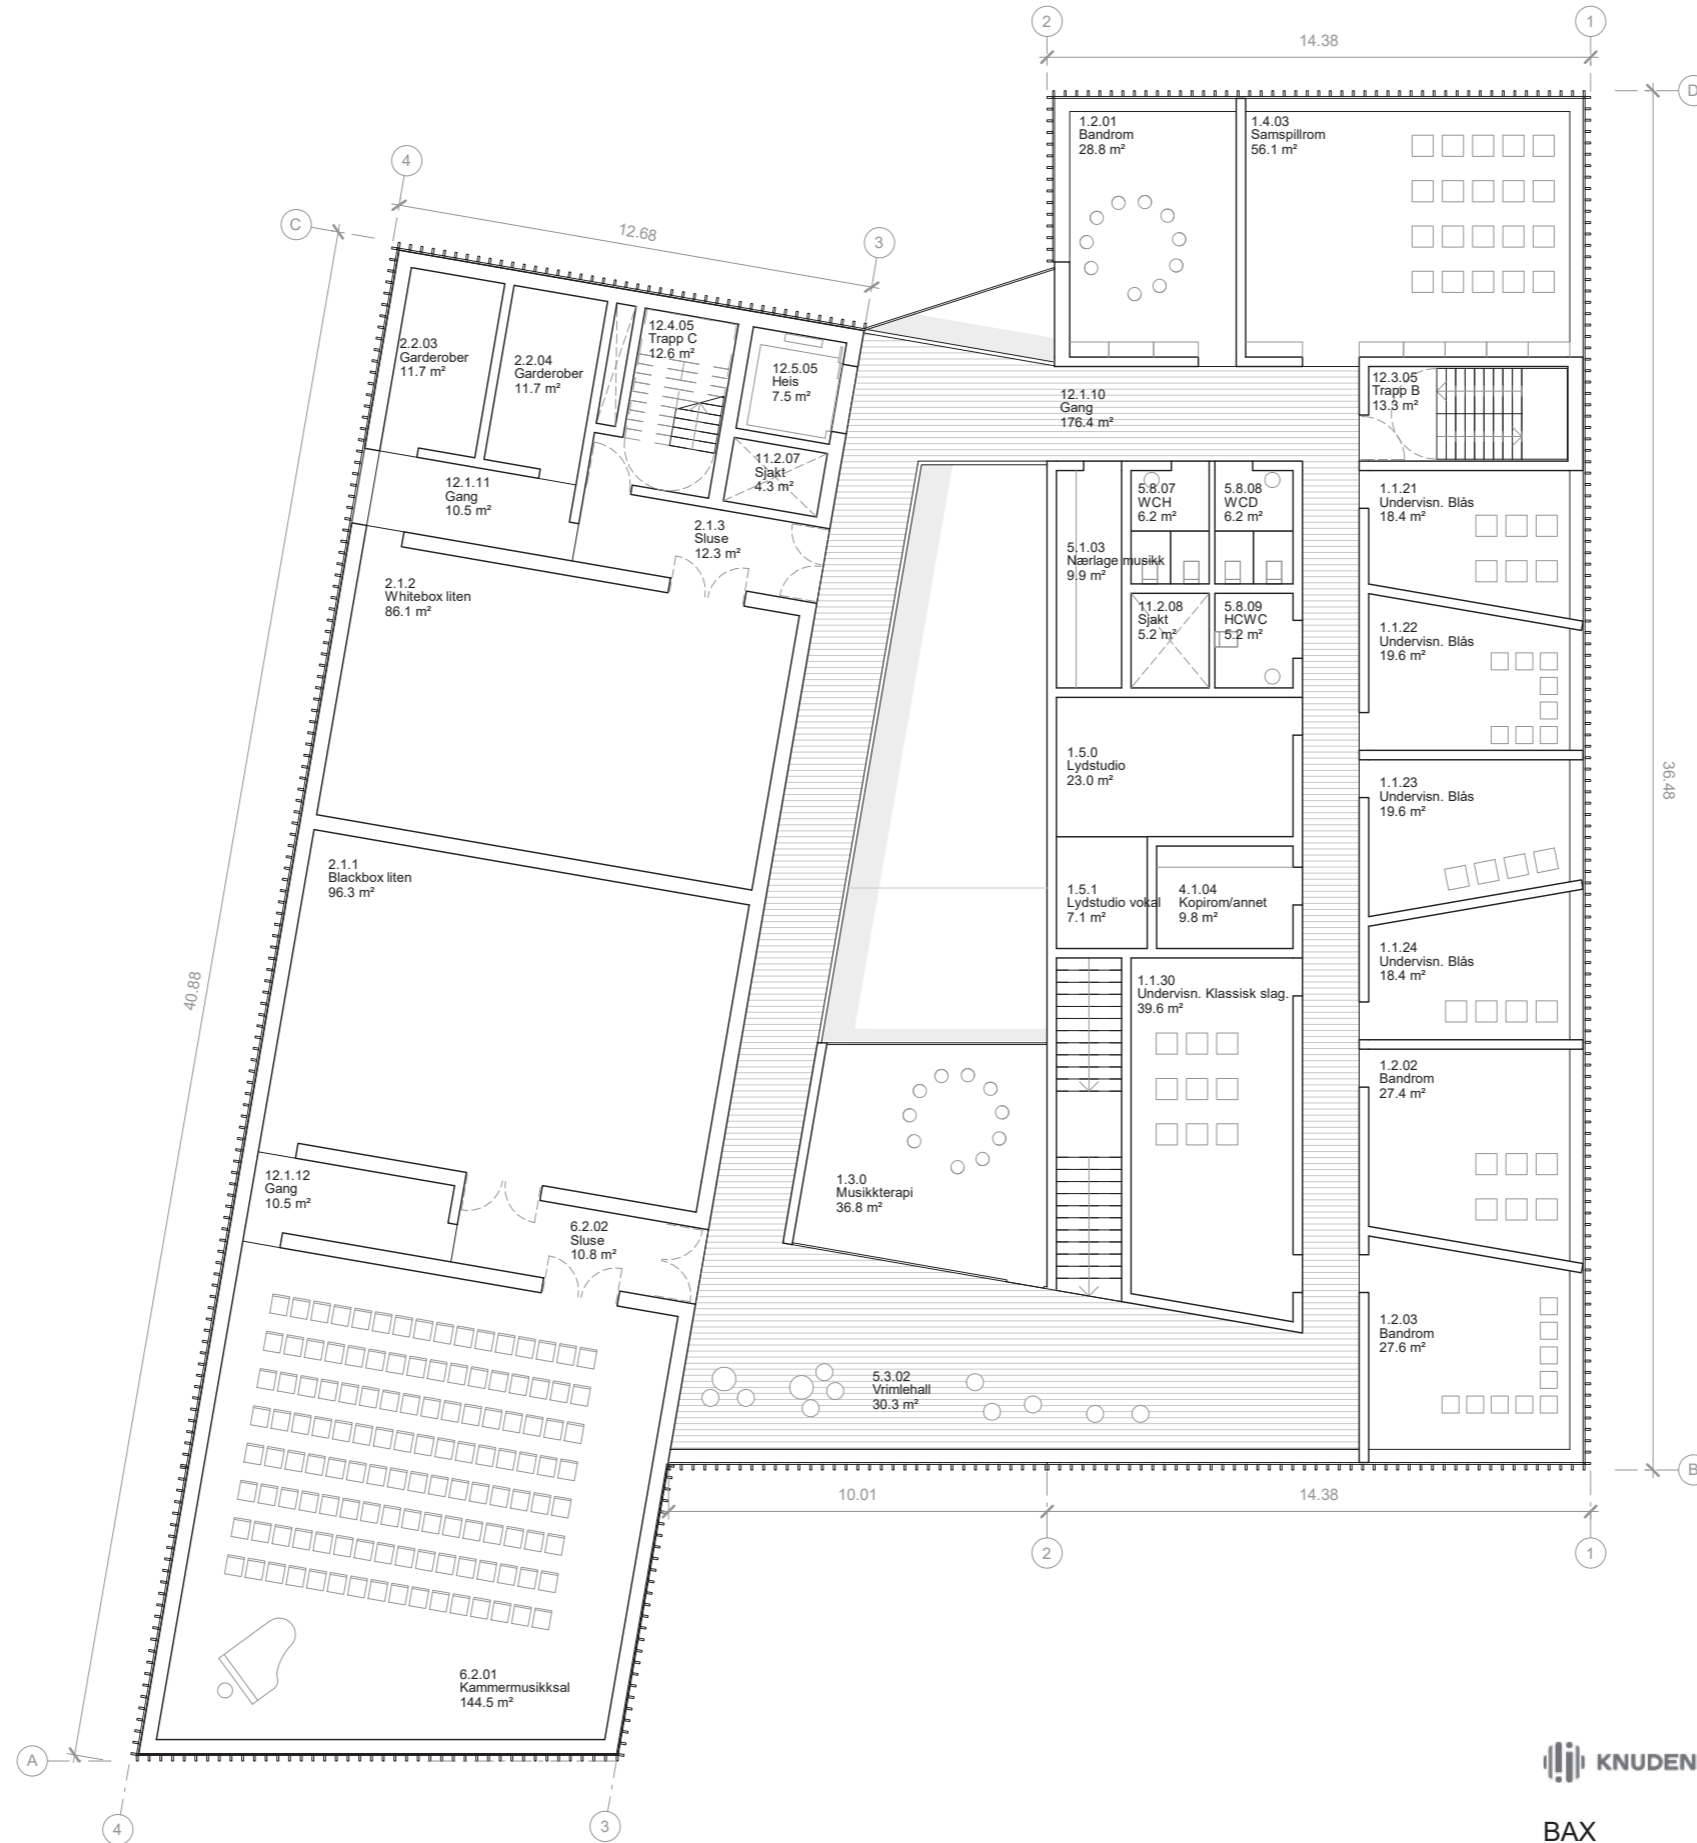 2
1
14.38
D
4
C
12.68
3
1.2.01
Bandrom
28.8 m²
1.4.03
Samspillrom
56.1 m²
2.2.03
Garderober
11.7 m²
2.2.04
Garderober
11.7 m²
12.4.05
Trapp C
12.6 m²
12.5.05
Heis
7.5 m²
12.1.10
Gang
176.4 m²
12.3.05
Trapp B
13.3 m²
11.2.07
Sjakt
4.3 m²
12.1.11
Gang
10.5 m²
2.1.3
Sluse
12.3 m²
5.8.07
WCH
6.2 m²
5.8.08
WCD
6.2 m²
1.1.21
Undervisn. Blås
18.4 m²
5.1.03
Nærlage musikk
9.9 m²
2.1.2
Whitebox liten
86.1 m²
11.2.08
Sjakt
5.2 m²
5.8.09
HCWC
5.2 m²
1.1.22
Undervisn. Blås
19.6 m²
1.5.0
Lydstudio
23.0 m²
1.1.23
Undervisn. Blås
19.6 m²
36.48
2.1.1
Blackbox liten
96.3 m²
1.5.1
Lydstudio vokal
7.1 m²
4.1.04
Kopirom/annet
9.8 m²
1.1.24
Undervisn. Blås
18.4 m²
40.88
1.1.30
Undervisn. Klassisk slag.
39.6 m²
1.2.02
Bandrom
27.4 m²
12.1.12
Gang
10.5 m²
1.3.0
Musikkterapi
36.8 m²
6.2.02
Sluse
10.8 m²
1.2.03
Bandrom
27.6 m²
5.3.02
Vrimlehall
30.3 m²
B
10.01
14.38
2
1
6.2.01
Kammermusikksal
144.5 m²
A
4
3
KNUDEN
BAX